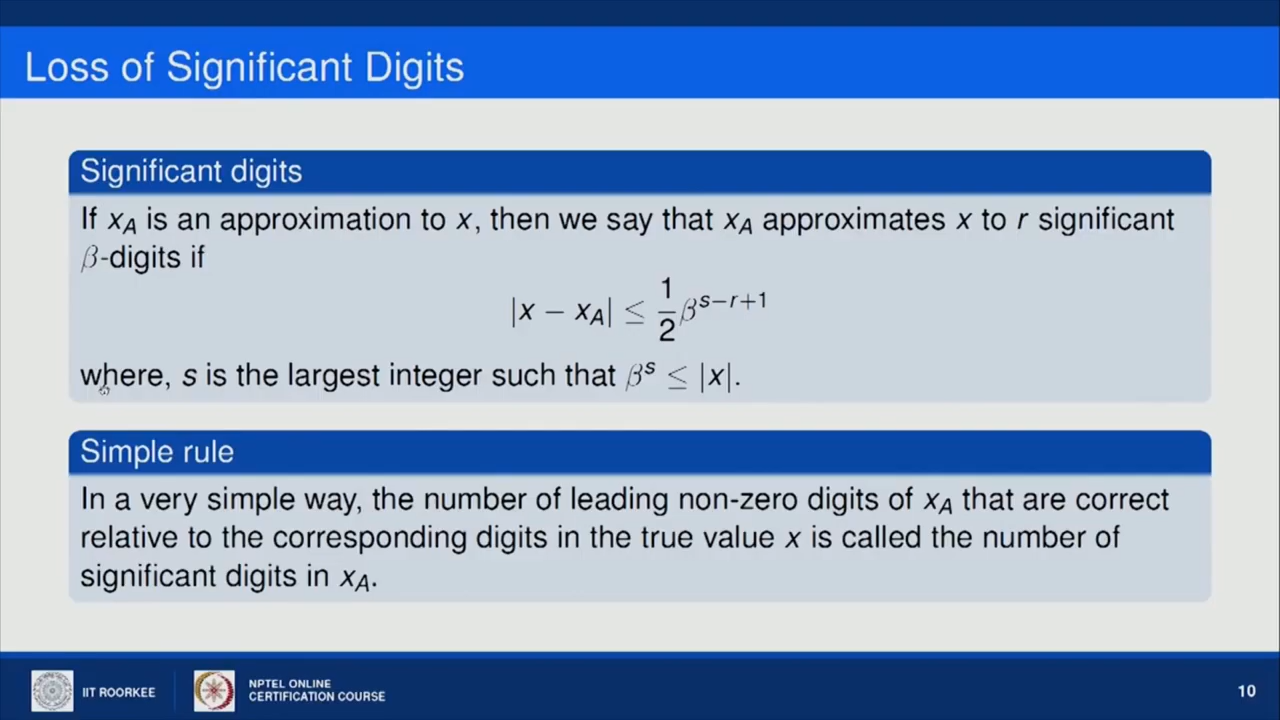 Loss of Significant Digits
Significant digits
If x_A is an approximation to x, then we say that x_A approximates x to r significant
β-digits if
|x − x_A| ≤ 1/2 β^{s−r+1}
where, s is the largest integer such that β^s ≤ |x|.
Simple rule
In a very simple way, the number of leading non-zero digits of x_A that are correct
relative to the corresponding digits in the true value x is called the number of
significant digits in x_A.
IIT ROORKEE
NPTEL ONLINE
CERTIFICATION COURSE
10